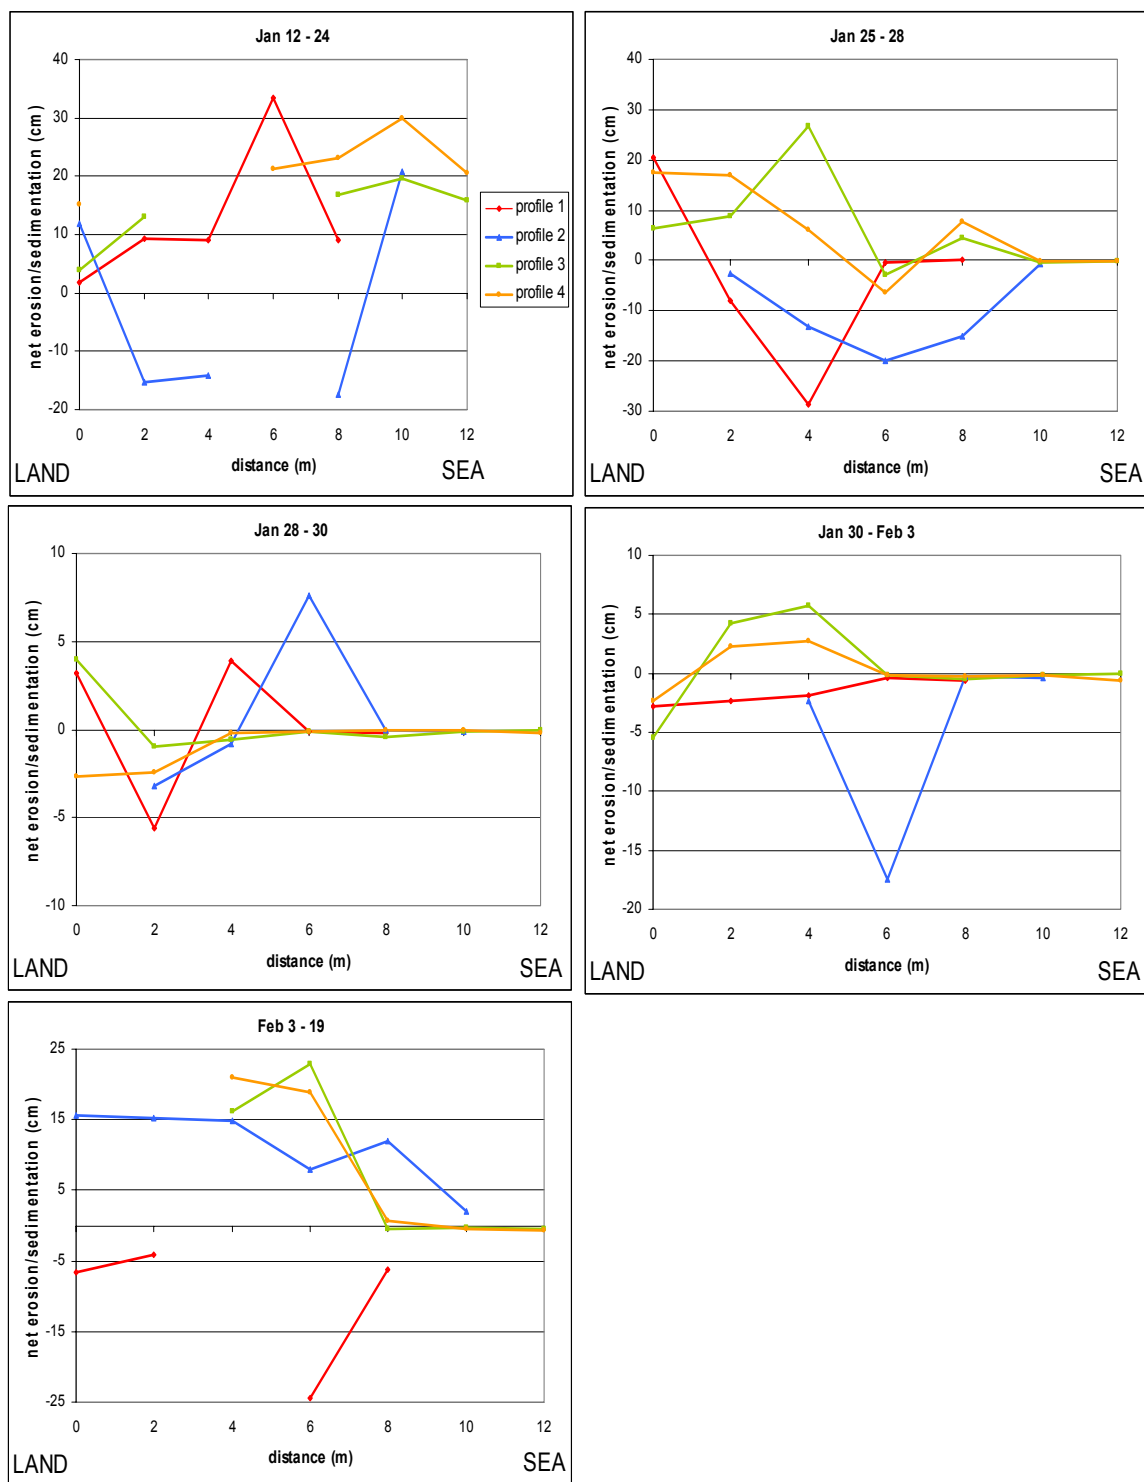 Jan 12 - 24
net erosion/sedimentation (cm)
40
30
20
10
0
-10
-20
0 2 4 6 8 10 12
distance (m)
LAND SEA
profile 1
profile 2
profile 3
profile 4
Jan 25 - 28
net erosion/sedimentation (cm)
40
30
20
10
0
-10
-20
-30
0 2 4 6 8 10 12
distance (m)
LAND SEA
Jan 28 - 30
net erosion/sedimentation (cm)
10
5
0
-5
-10
0 2 4 6 8 10 12
distance (m)
LAND SEA
Jan 30 - Feb 3
net erosion/sedimentation (cm)
10
5
0
-5
-10
-15
-20
0 2 4 6 8 10 12
distance (m)
LAND SEA
Feb 3 - 19
net erosion/sedimentation (cm)
25
15
5
-5
-15
-25
0 2 4 6 8 10 12
distance (m)
LAND SEA